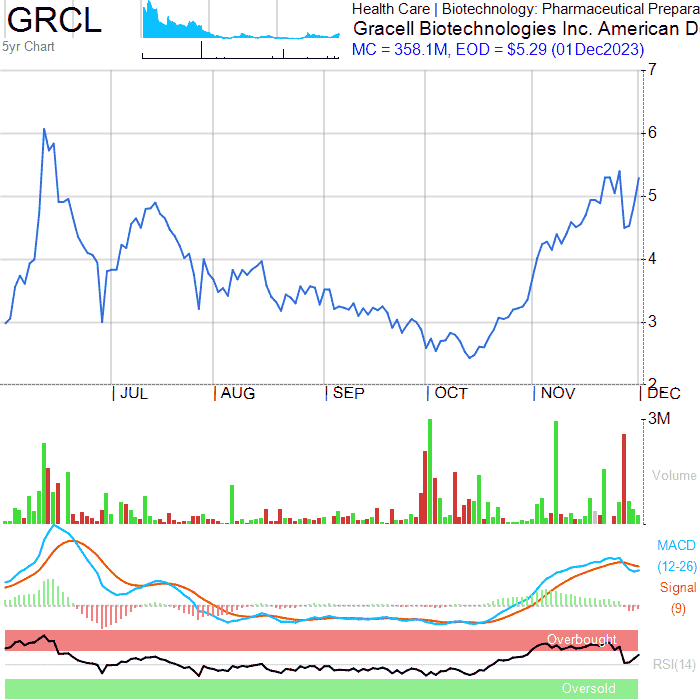 GRCL
5yr Chart
Health Care | Biotechnology: Pharmaceutical Prepara
Gracell Biotechnologies Inc. American D
MC = 358.1M, EOD = $5.29 (01Dec2023)
7
6
5
4
3
2
JUL AUG SEP OCT NOV DEC
3M
Volume
MACD
(12-26)
Signal
(9)
Overbought
RSI(14)
Oversold